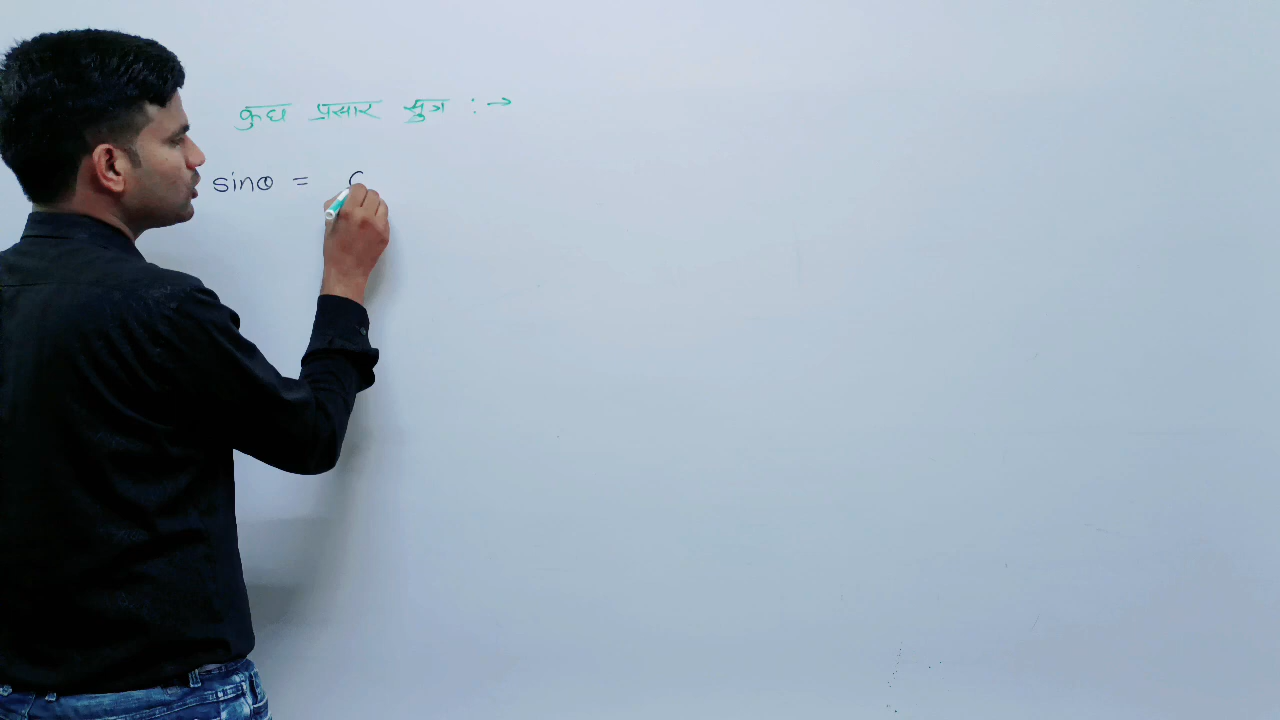 कुछ प्रसार सुत्र :→
sinθ =